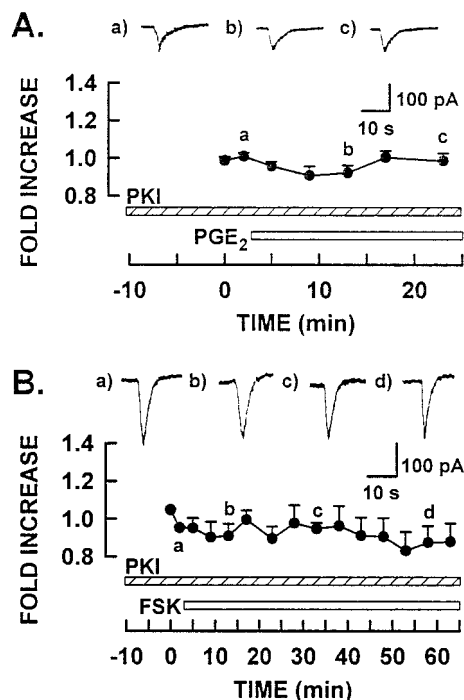 A.
a) b) c)
FOLD INCREASE
1.4
1.2
1.0
0.8
a b c
100 pA
10 s
PKI
PGE2
-10 0 10 20
TIME (min)
B.
a) b) c) d)
FOLD INCREASE
1.4
1.2
1.0
0.8
a b c d
100 pA
10 s
PKI
FSK
-10 0 10 20 30 40 50 60
TIME (min)